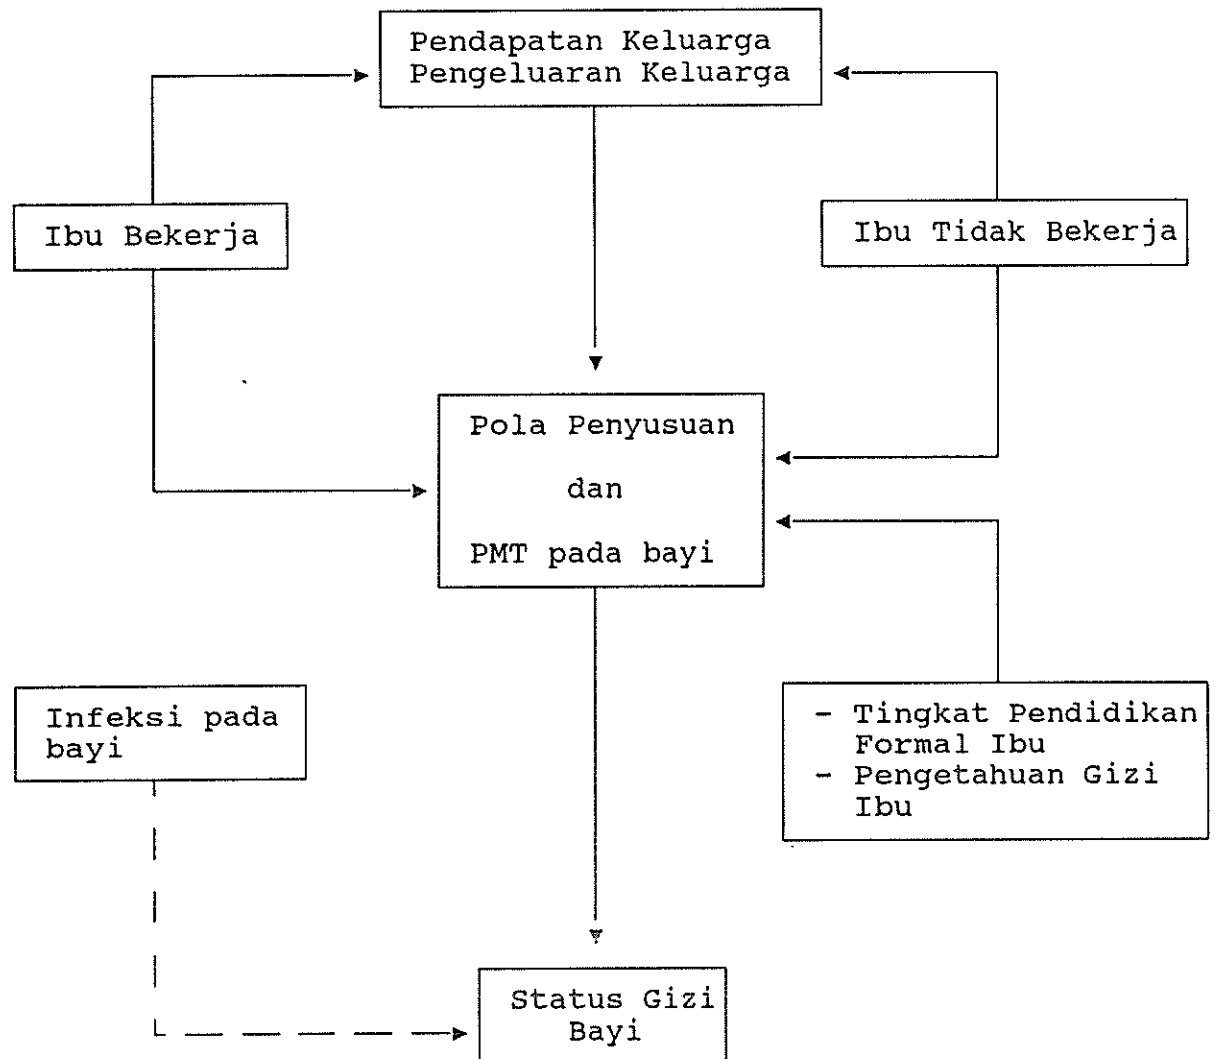 Pendapatan Keluarga
Pengeluaran Keluarga
Ibu Bekerja
Ibu Tidak Bekerja
Pola Penyusuan
dan
PMT pada bayi
Infeksi pada
bayi
- Tingkat Pendidikan
Formal Ibu
- Pengetahuan Gizi
Ibu
Status Gizi
Bayi